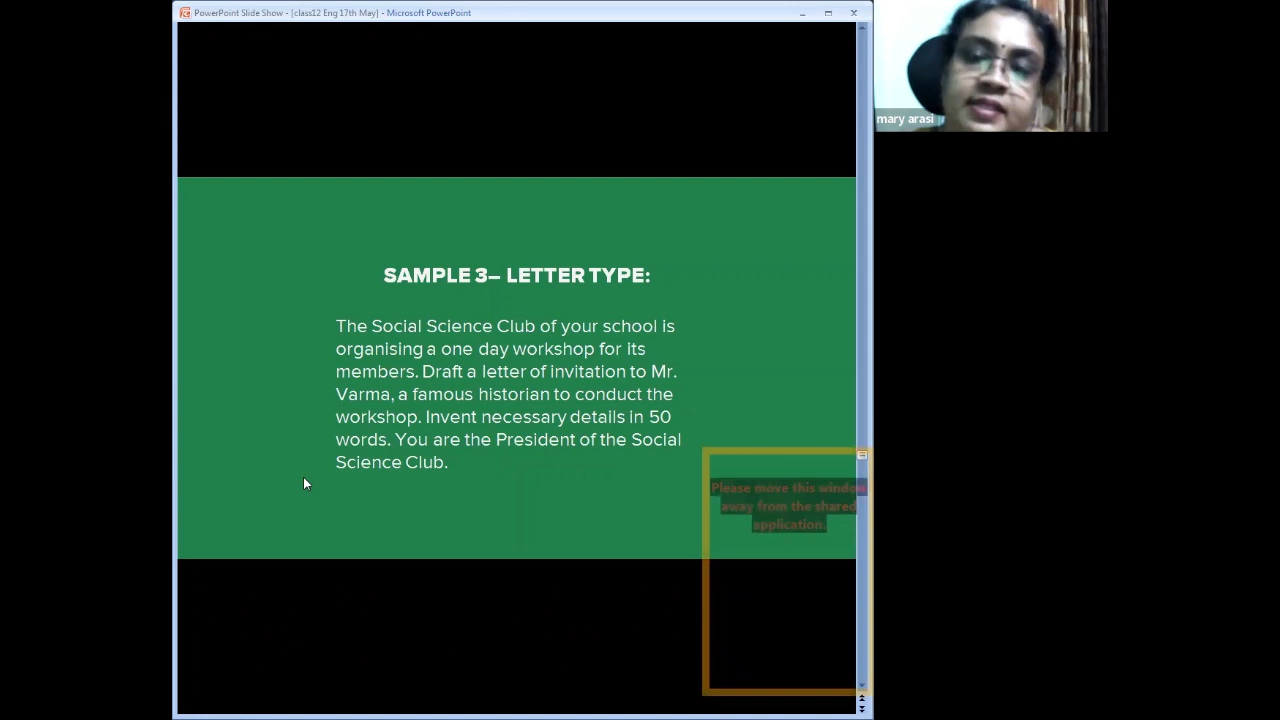 PowerPoint Slide Show - [class12 Eng 17th May] - Microsoft PowerPoint
mary arasi
SAMPLE 3– LETTER TYPE:
The Social Science Club of your school is
organising a one day workshop for its
members. Draft a letter of invitation to Mr.
Varma, a famous historian to conduct the
workshop. Invent necessary details in 50
words. You are the President of the Social
Science Club.
Please move this window
away from the shared
application.